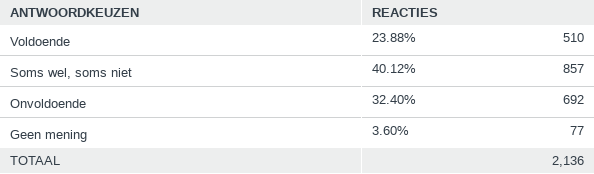 ANTWOORDKEUZEN REACTIES
Voldoende 23.88% 510
Soms wel, soms niet 40.12% 857
Onvoldoende 32.40% 692
Geen mening 3.60% 77
TOTAAL 2,136